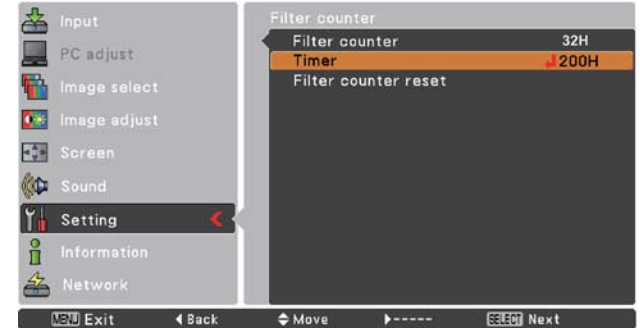 Input
PC adjust
Image select
Image adjust
Screen
Sound
Setting
Information
Network
Filter counter
Filter counter 32H
Timer 200H
Filter counter reset
MENU Exit Back Move ----- SELECT Next